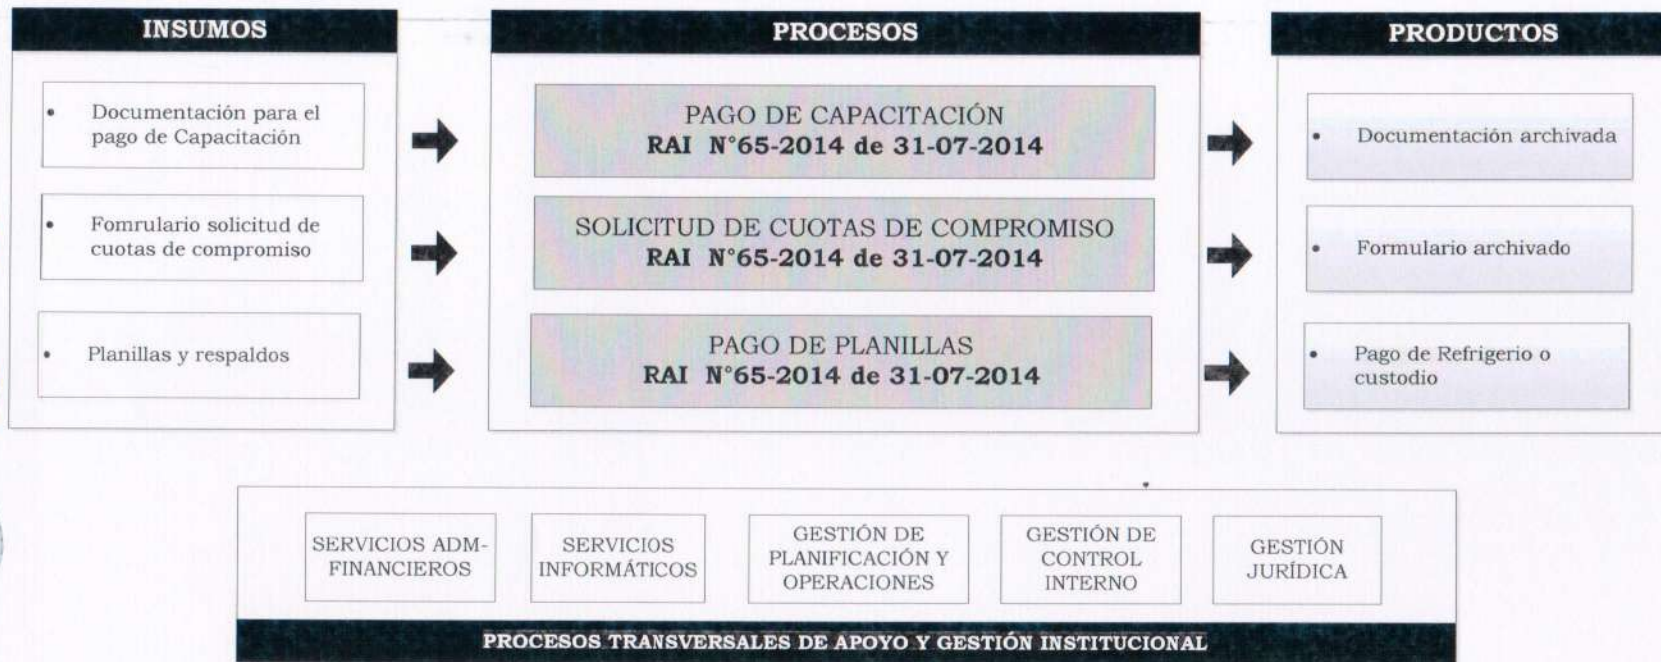 INSUMOS
• Documentación para el
pago de Capacitación
• Fomrulario solicitud de
cuotas de compromiso
• Planillas y respaldos
PROCESOS
PAGO DE CAPACITACIÓN
RAI N°65-2014 de 31-07-2014
SOLICITUD DE CUOTAS DE COMPROMISO
RAI N°65-2014 de 31-07-2014
PAGO DE PLANILLAS
RAI N°65-2014 de 31-07-2014
PRODUCTOS
• Documentación archivada
• Formulario archivado
• Pago de Refrigerio o
custodio
SERVICIOS ADM-
FINANCIEROS
SERVICIOS
INFORMÁTICOS
GESTIÓN DE
PLANIFICACIÓN Y
OPERACIONES
GESTIÓN DE
CONTROL
INTERNO
GESTIÓN
JURÍDICA
PROCESOS TRANSVERSALES DE APOYO Y GESTIÓN INSTITUCIONAL